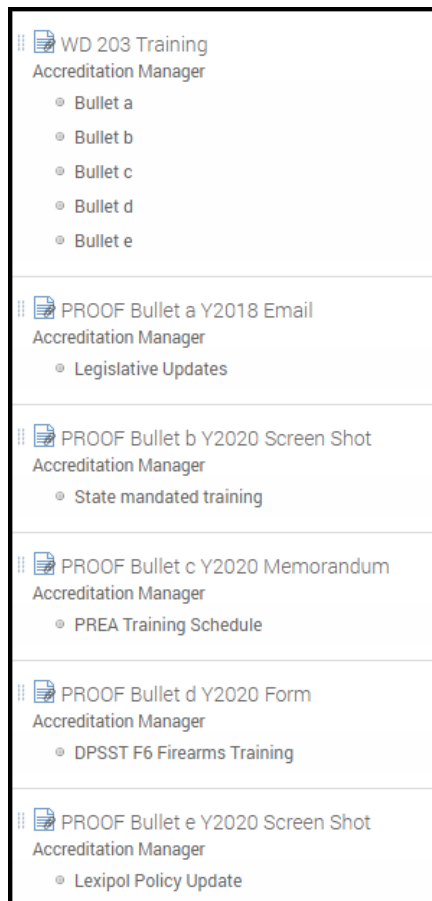 WD 203 Training
Accreditation Manager
Bullet a
Bullet b
Bullet c
Bullet d
Bullet e
PROOF Bullet a Y2018 Email
Accreditation Manager
Legislative Updates
PROOF Bullet b Y2020 Screen Shot
Accreditation Manager
State mandated training
PROOF Bullet c Y2020 Memorandum
Accreditation Manager
PREA Training Schedule
PROOF Bullet d Y2020 Form
Accreditation Manager
DPSST F6 Firearms Training
PROOF Bullet e Y2020 Screen Shot
Accreditation Manager
Lexipol Policy Update